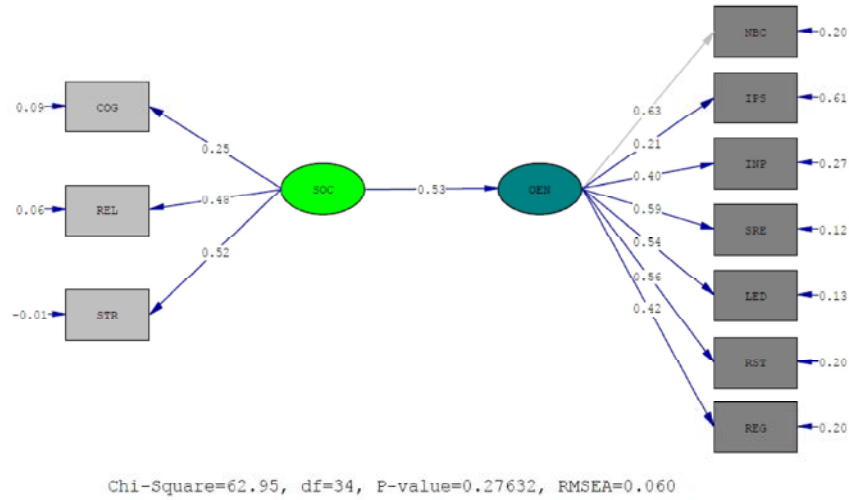 NBC
0.20
0.63
IPS
0.61
0.09
COG
0.21
0.25
INP
0.27
0.40
SOC
0.53
OEN
0.06
REL
0.48
0.59
SRE
0.12
0.54
0.52
LED
0.13
0.56
-0.01
STR
0.42
RST
0.20
REG
0.20
Chi-Square=62.95, df=34, P-value=0.27632, RMSEA=0.060